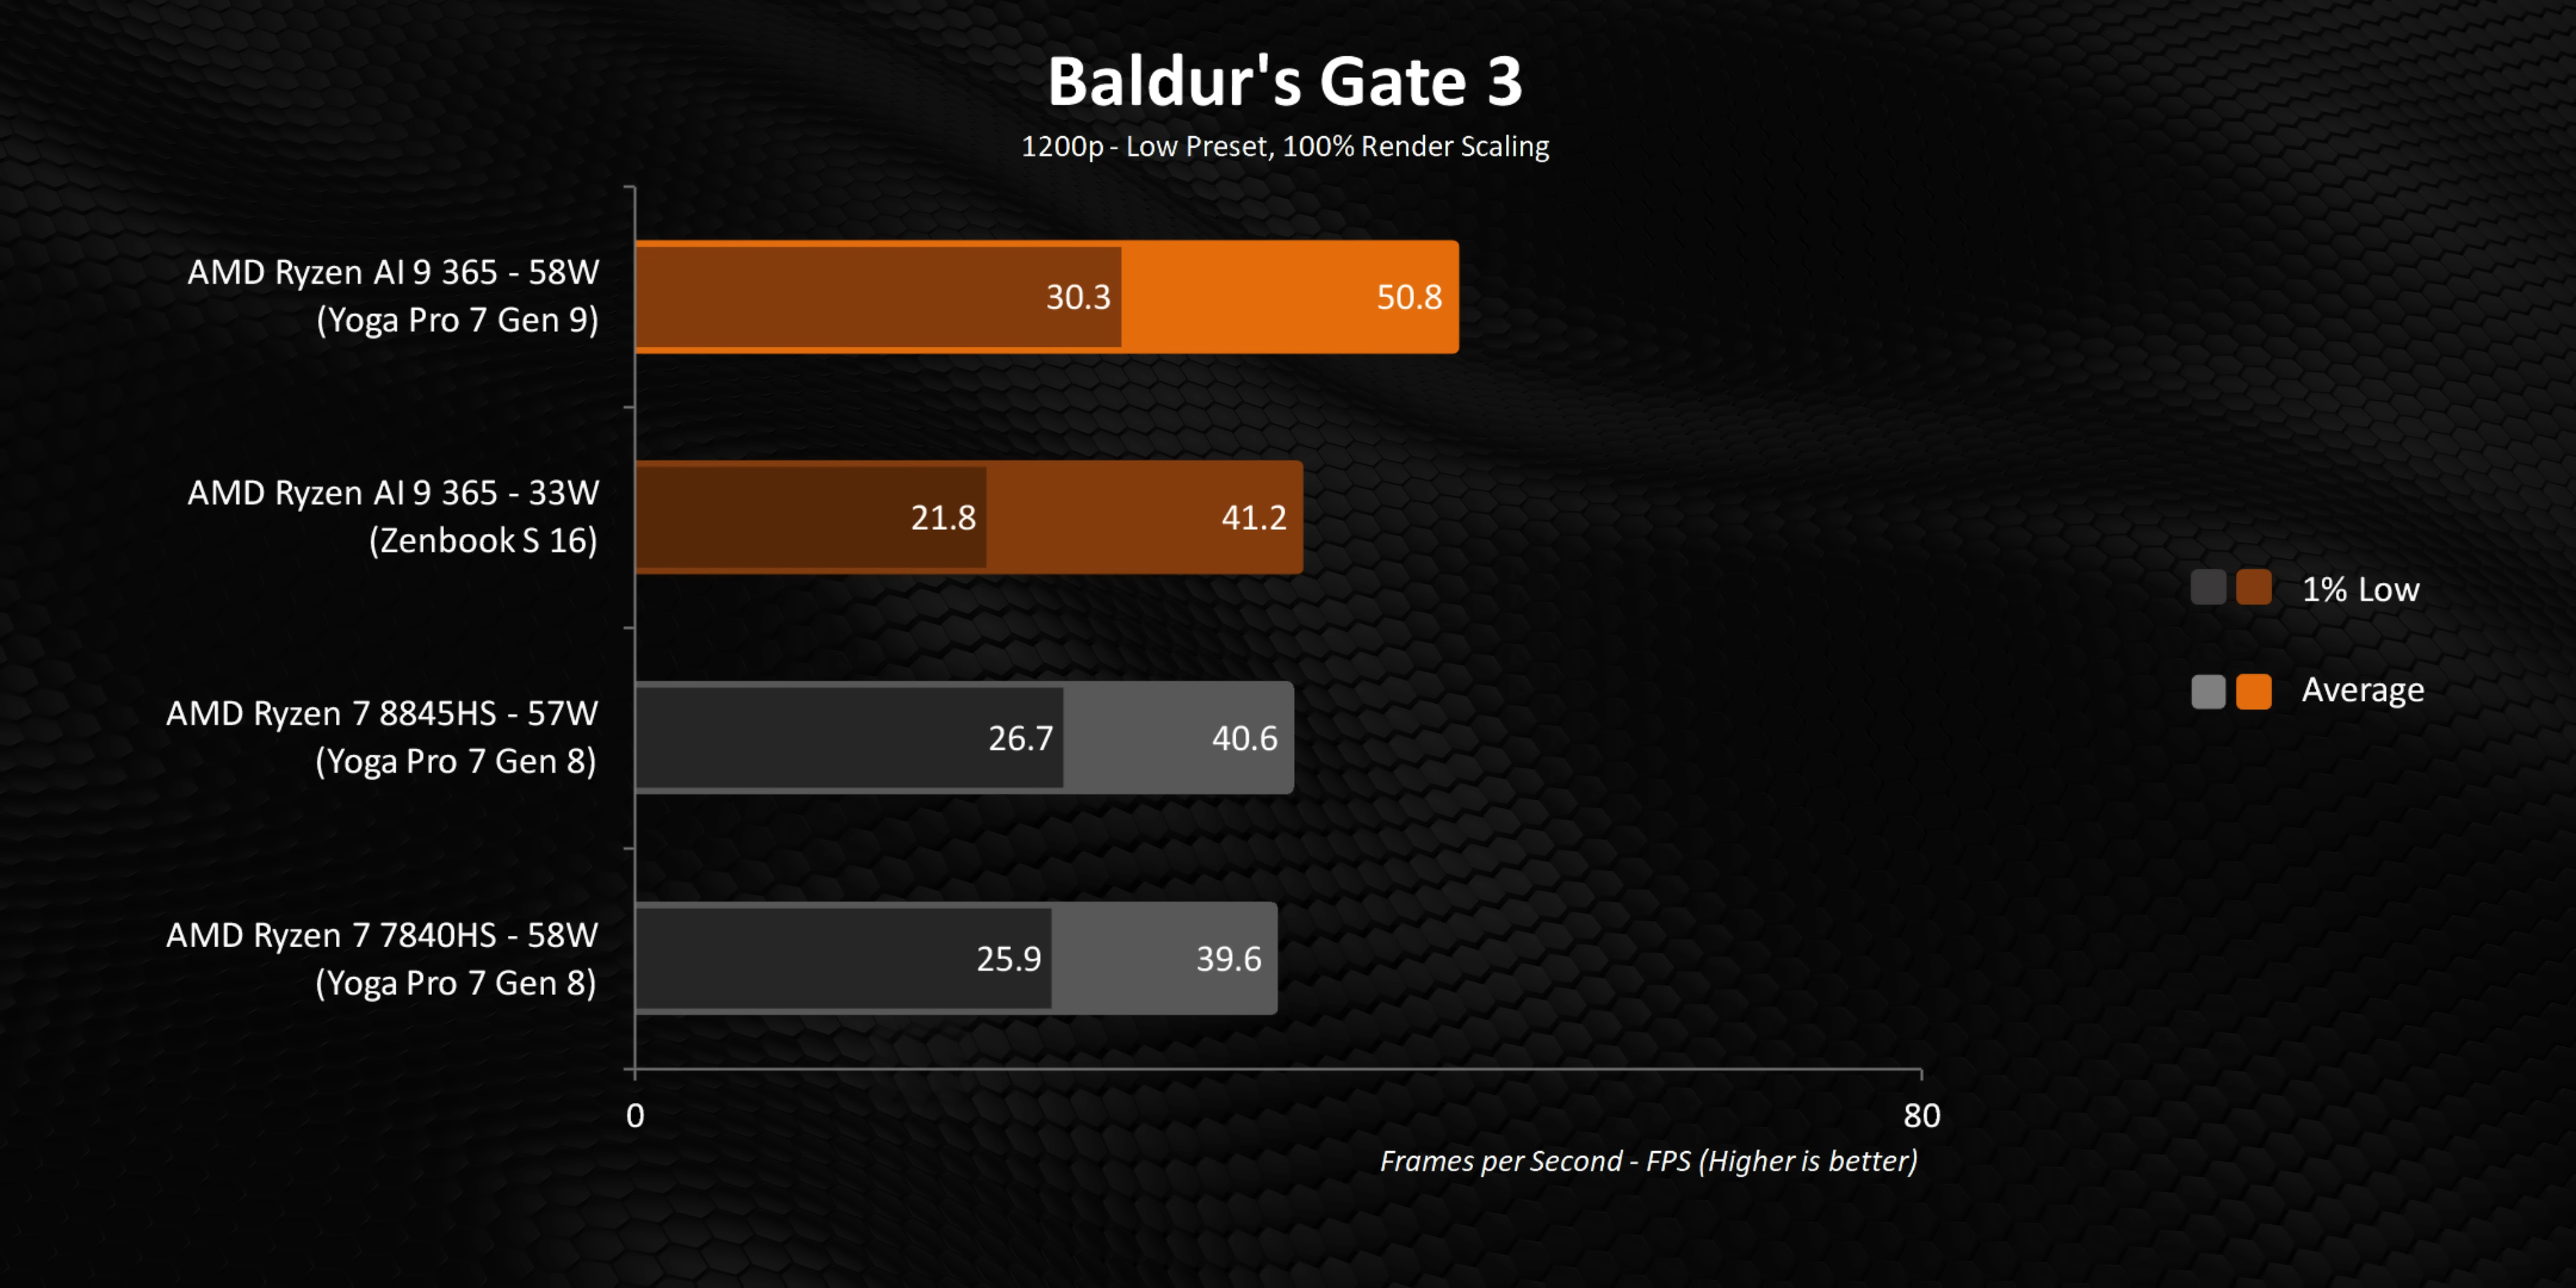 Baldur's Gate 3
1200p - Low Preset, 100% Render Scaling
AMD Ryzen AI 9 365 - 58W
(Yoga Pro 7 Gen 9)
30.3
50.8
AMD Ryzen AI 9 365 - 33W
(Zenbook S 16)
21.8
41.2
AMD Ryzen 7 8845HS - 57W
(Yoga Pro 7 Gen 8)
26.7
40.6
AMD Ryzen 7 7840HS - 58W
(Yoga Pro 7 Gen 8)
25.9
39.6
1% Low
Average
0
80
Frames per Second - FPS (Higher is better)